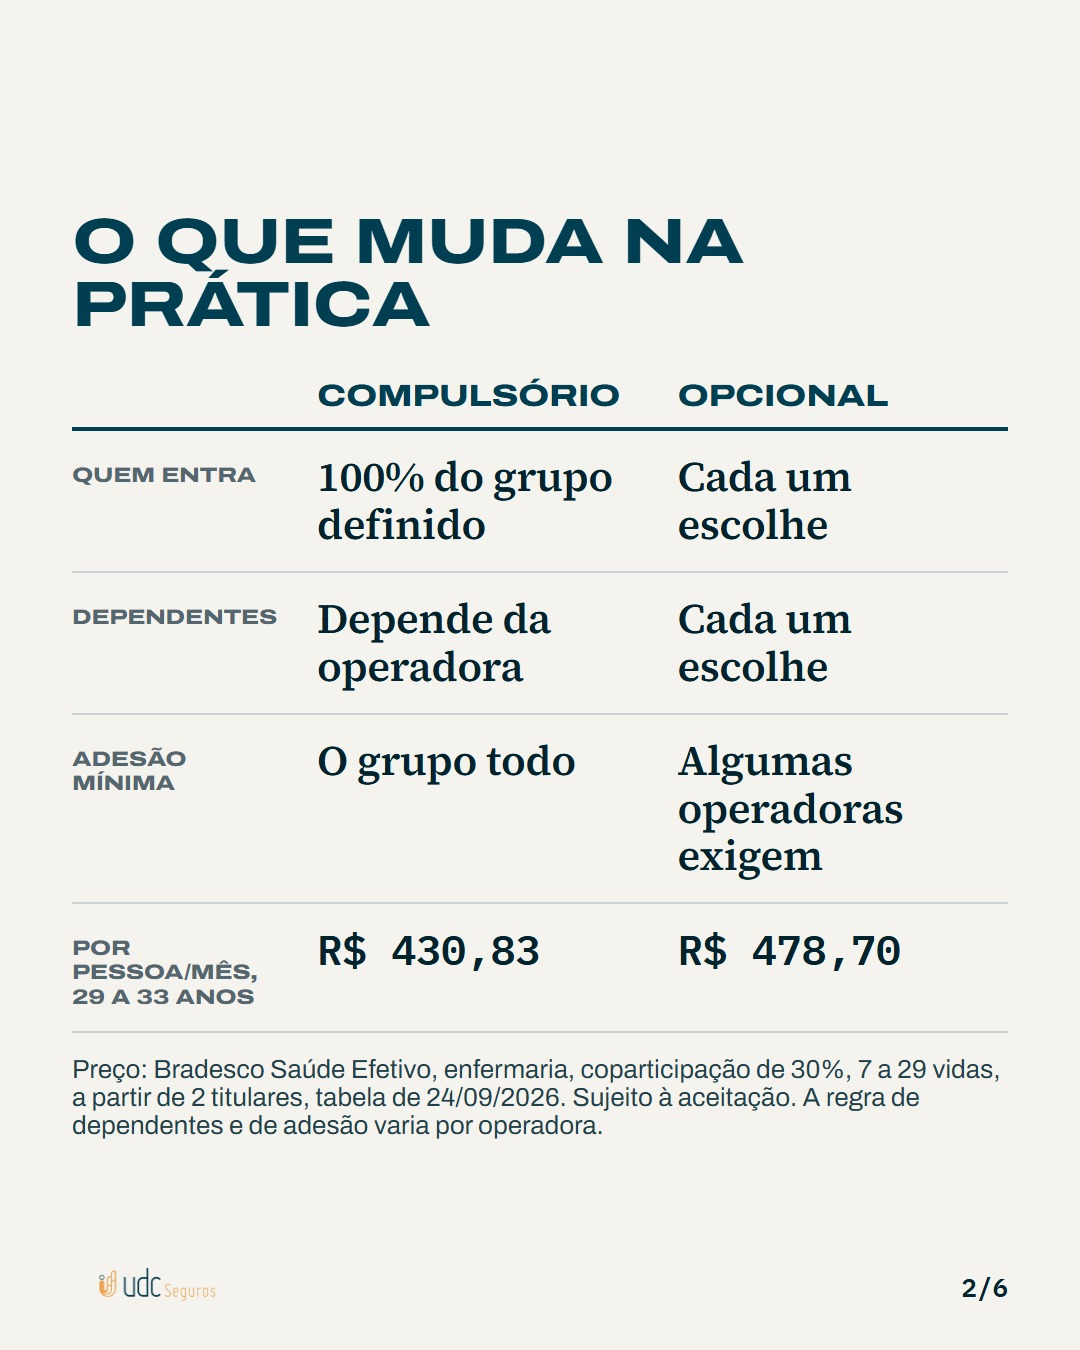 O QUE MUDA NA
PRÁTICA
COMPULSÓRIO OPCIONAL
QUEM ENTRA
100% do grupo
definido
Cada um
escolhe
DEPENDENTES
Depende da
operadora
Cada um
escolhe
ADESÃO
MÍNIMA
O grupo todo
Algumas
operadoras
exigem
POR
PESSOA/MÊS,
29 A 33 ANOS
R$ 430,83
R$ 478,70
Preço: Bradesco Saúde Efetivo, enfermaria, coparticipação de 30%, 7 a 29 vidas,
a partir de 2 titulares, tabela de 24/09/2026. Sujeito à aceitação. A regra de
dependentes e de adesão varia por operadora.
udc Seguros
2/6